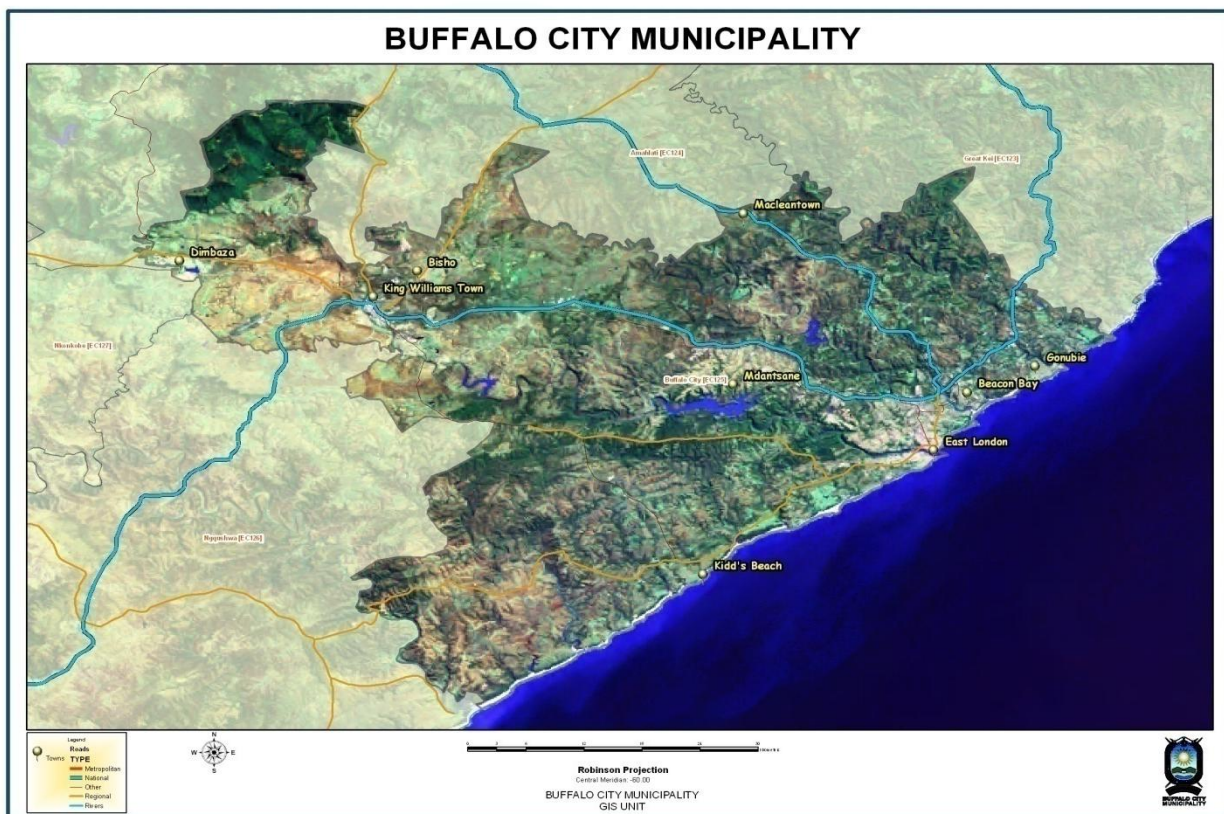 BUFFALO CITY MUNICIPALITY
Amahlati [EC124]
Great Kei [EC123]
Macleantown
Dimbaza
Bisho
King Williams Town
Nkonkobe [EC127]
Gonubie
Buffalo City [EC125]
Mdantsane
Beacon Bay
East London
Ngqushwa [EC126]
Kidd's Beach
Legend
Towns
Roads
TYPE
Metropolitan
National
Other
Regional
Rivers
N
W E
S
Robinson Projection
Central Meridian: -60.00
BUFFALO CITY MUNICIPALITY
GIS UNIT
BUFFALO CITY
MUNICIPALITY